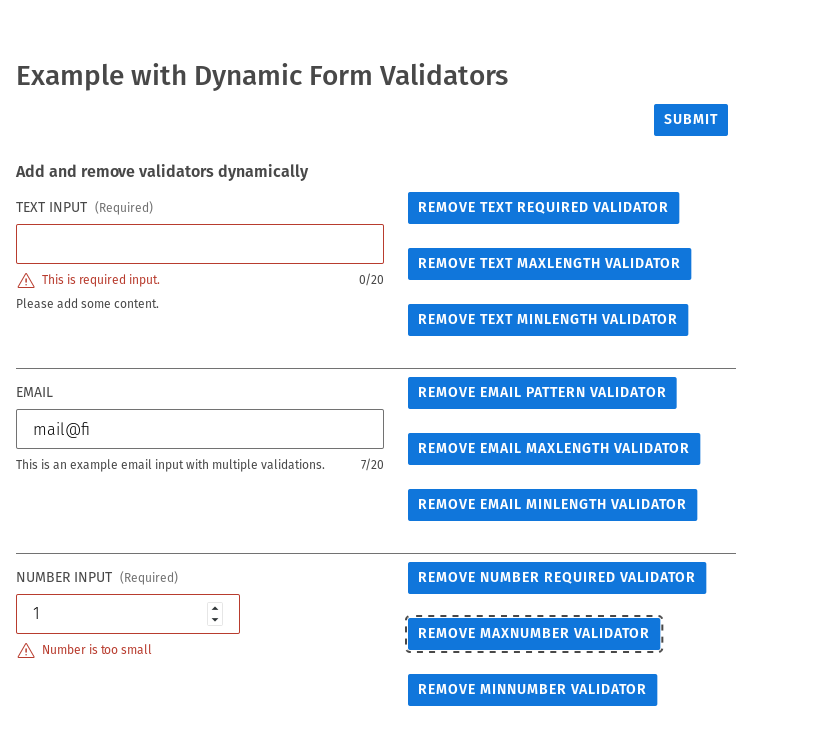 Example with Dynamic Form Validators
SUBMIT
Add and remove validators dynamically
TEXT INPUT (Required)
REMOVE TEXT REQUIRED VALIDATOR
This is required input. 0/20
Please add some content.
REMOVE TEXT MAXLENGTH VALIDATOR
REMOVE TEXT MINLENGTH VALIDATOR
EMAIL
mail@fi
This is an example email input with multiple validations. 7/20
REMOVE EMAIL PATTERN VALIDATOR
REMOVE EMAIL MAXLENGTH VALIDATOR
REMOVE EMAIL MINLENGTH VALIDATOR
NUMBER INPUT (Required)
1
Number is too small
REMOVE NUMBER REQUIRED VALIDATOR
REMOVE MAXNUMBER VALIDATOR
REMOVE MINNUMBER VALIDATOR